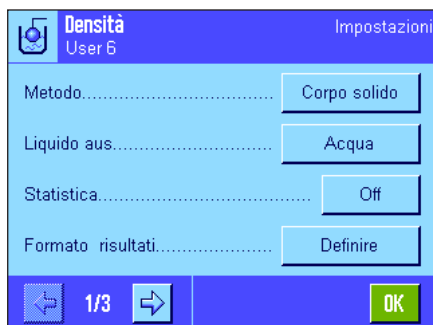 Densità
Impostazioni
User 6
Metodo................................ Corpo solido
Liquido aus........................... Acqua
Statistica.................................... Off
Formato risultati.................... Definire
1/3
OK